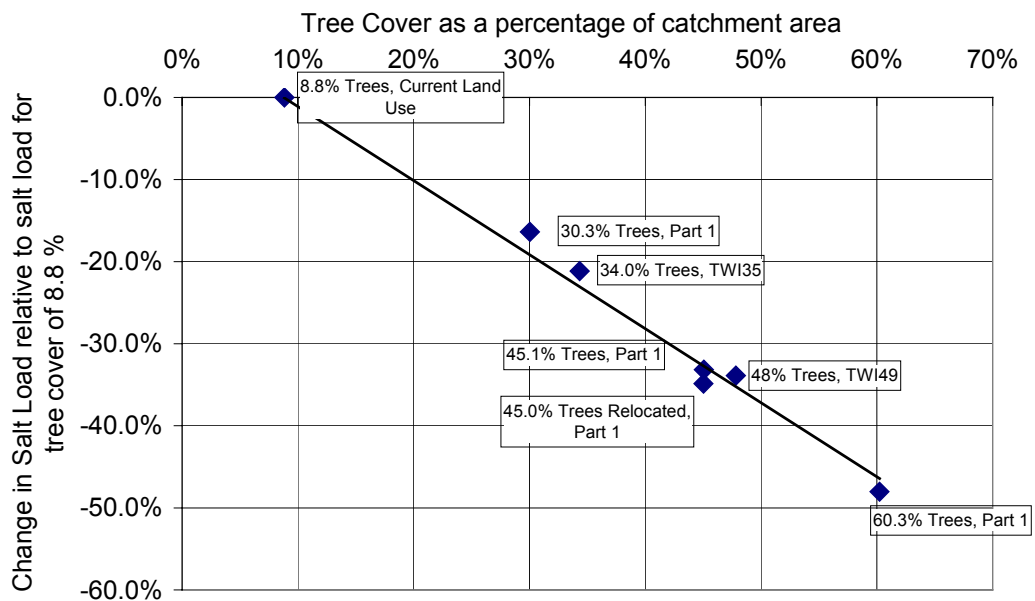 Tree Cover as a percentage of catchment area
0% 10% 20% 30% 40% 50% 60% 70%
Change in Salt Load relative to salt load for
tree cover of 8.8 %
0.0%
-10.0%
-20.0%
-30.0%
-40.0%
-50.0%
-60.0%
8.8% Trees, Current Land
Use
30.3% Trees, Part 1
34.0% Trees, TWI35
45.1% Trees, Part 1
48% Trees, TWI49
45.0% Trees Relocated,
Part 1
60.3% Trees, Part 1